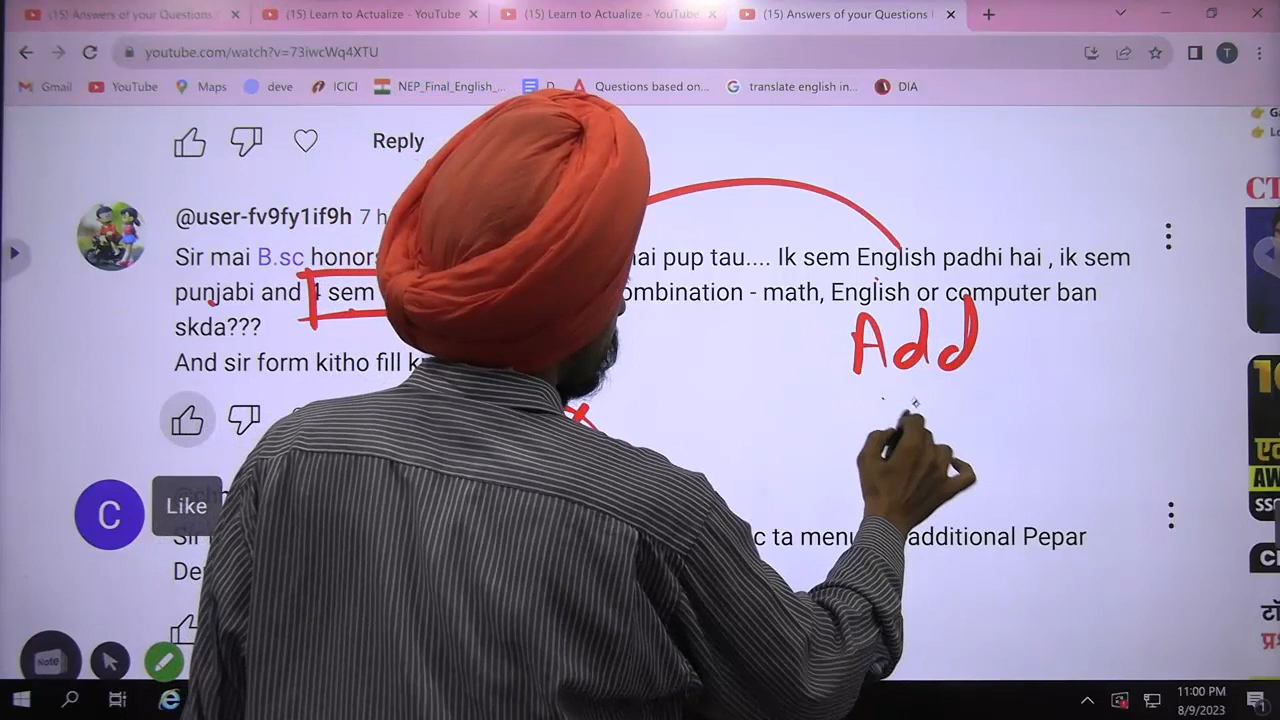 (15) Answers of your Questions
(15) Learn to Actualize - YouTube
(15) Learn to Actualize - YouTube
(15) Answers of your Questions
youtube.com/watch?v=73iwcWq4XTU
T
Gmail YouTube Maps deve ICICI NEP_Final_English_... D Questions based on... translate english in... DIA
Reply
@user-fv9fy1if9h 7 h
Sir mai B.sc honor hai pup tau.... Ik sem English padhi hai , ik sem
punjabi and 4 sem ombination - math, English or computer ban
skda???
And sir form kitho fill k
Add
C
Like
Sir c ta menu additional Pepar
De
CT
Note
11:00 PM
8/9/2023